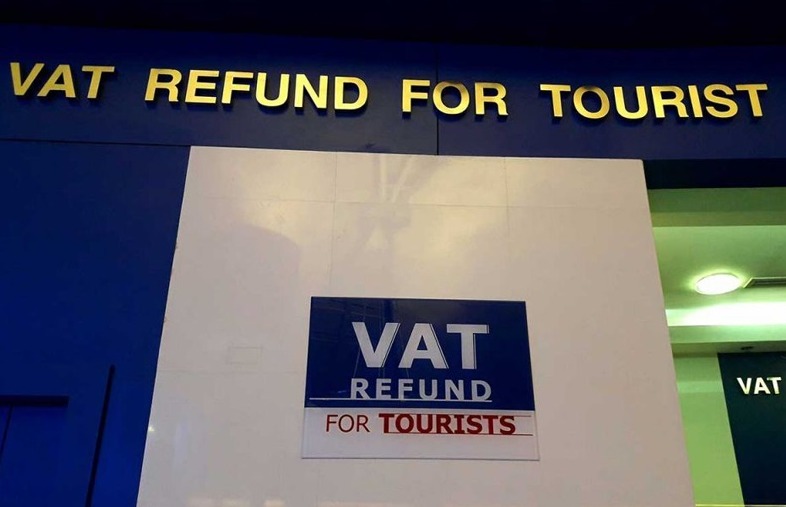 VAT REFUND FOR TOURIST
VAT
REFUND
FOR TOURISTS
VAT